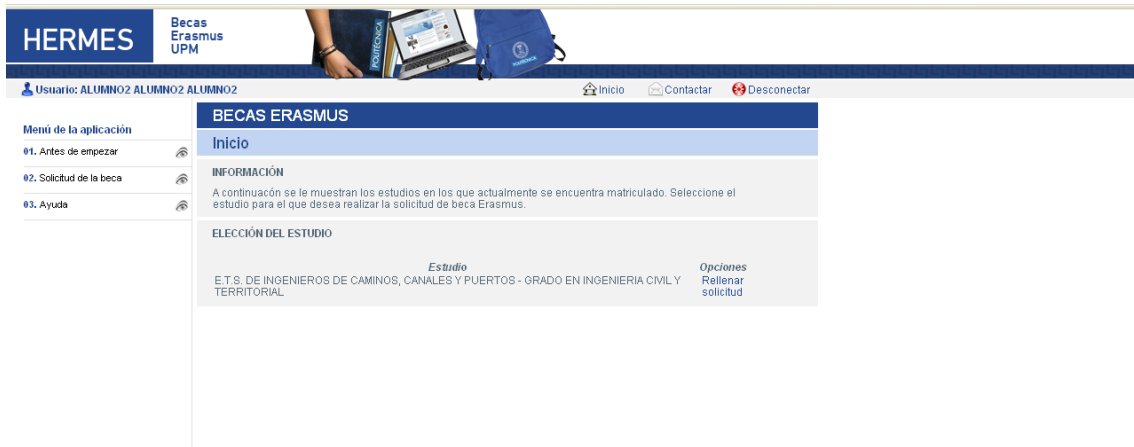 HERMES
Becas
Erasmus
UPM
POLITÉCNICA
POLITÉCNICA
Usuario: ALUMNO2 ALUMNO2 ALUMNO2
Inicio
Contactar
Desconectar
Menú de la aplicación
01. Antes de empezar
02. Solicitud de la beca
03. Ayuda
BECAS ERASMUS
Inicio
INFORMACIÓN
A continuacón se le muestran los estudios en los que actualmente se encuentra matriculado. Seleccione el
estudio para el que desea realizar la solicitud de beca Erasmus.
ELECCIÓN DEL ESTUDIO
Estudio
Opciones
E.T.S. DE INGENIEROS DE CAMINOS, CANALES Y PUERTOS - GRADO EN INGENIERIA CIVIL Y
TERRITORIAL
Rellenar
solicitud